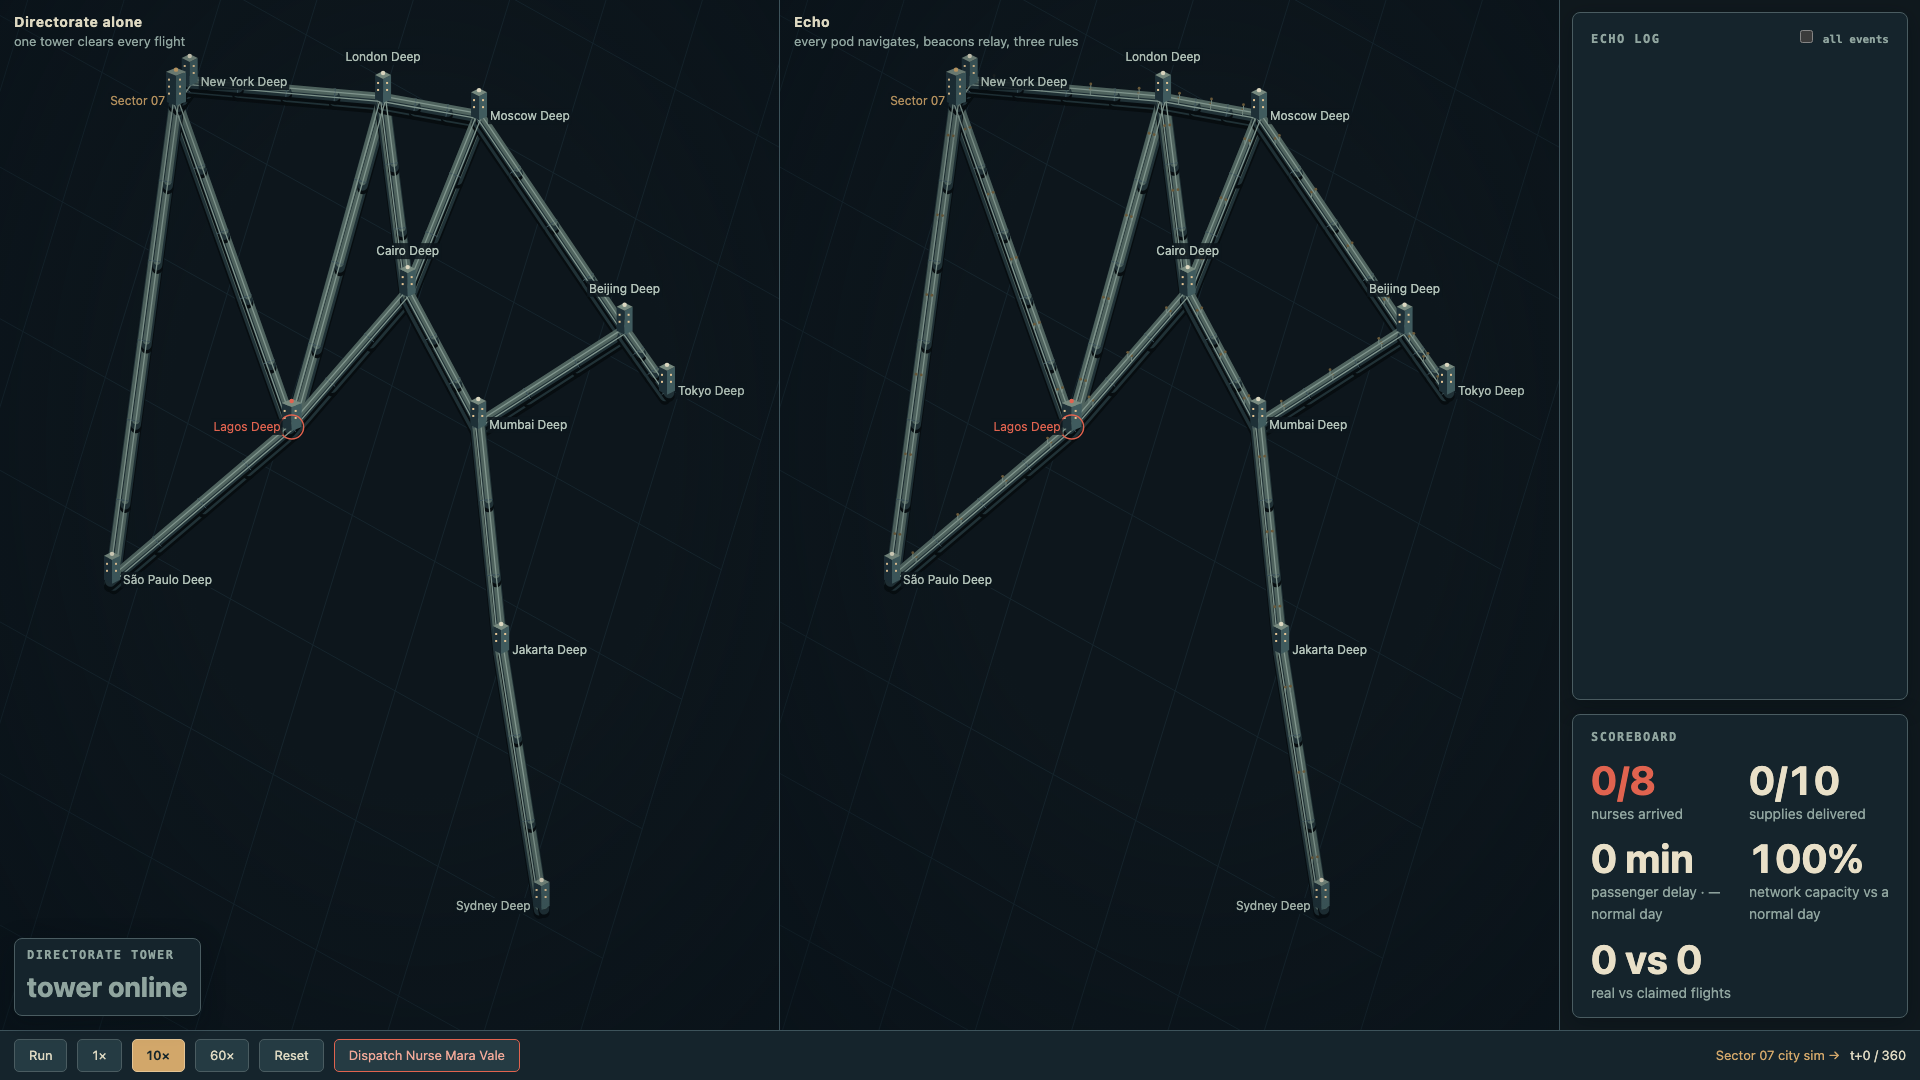 Directorate alone
one tower clears every flight
London Deep
New York Deep
Sector 07
Moscow Deep
Cairo Deep
Beijing Deep
Tokyo Deep
Lagos Deep
Mumbai Deep
São Paulo Deep
Jakarta Deep
Sydney Deep
DIRECTORATE TOWER
tower online
Echo
every pod navigates, beacons relay, three rules
London Deep
New York Deep
Sector 07
Moscow Deep
Cairo Deep
Beijing Deep
Tokyo Deep
Lagos Deep
Mumbai Deep
São Paulo Deep
Jakarta Deep
Sydney Deep
ECHO LOG
all events
SCOREBOARD
0/8
nurses arrived
0/10
supplies delivered
0 min
passenger delay · —
normal day
100%
network capacity vs a
normal day
0 vs 0
real vs claimed flights
Run
1×
10×
60×
Reset
Dispatch Nurse Mara Vale
Sector 07 city sim →
t+0 / 360